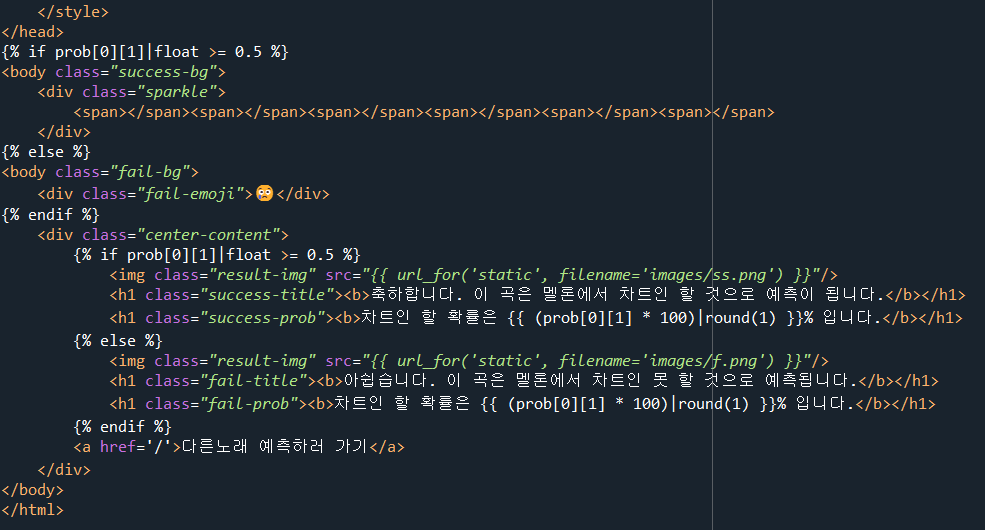 </style>
</head>
{% if prob[0][1]|float >= 0.5 %}
<body class="success-bg">
    <div class="sparkle">
        <span></span><span></span><span></span><span></span><span></span><span></span>
    </div>
{% else %}
<body class="fail-bg">
    <div class="fail-emoji">😨</div>
{% endif %}
    <div class="center-content">
        {% if prob[0][1]|float >= 0.5 %}
            <img class="result-img" src="{{ url_for('static', filename='images/ss.png') }}"/>
            <h1 class="success-title"><b>축하합니다. 이 곡은 멜론에서 차트인 할 것으로 예측이 됩니다.</b></h1>
            <h1 class="success-prob"><b>차트인 할 확률은 {{ (prob[0][1] * 100)|round(1) }}% 입니다.</b></h1>
        {% else %}
            <img class="result-img" src="{{ url_for('static', filename='images/f.png') }}"/>
            <h1 class="fail-title"><b>아쉽습니다. 이 곡은 멜론에서 차트인 못 할 것으로 예측됩니다.</b></h1>
            <h1 class="fail-prob"><b>차트인 할 확률은 {{ (prob[0][1] * 100)|round(1) }}% 입니다.</b></h1>
        {% endif %}
        <a href='/'>다른노래 예측하러 가기</a>
    </div>
</body>
</html>